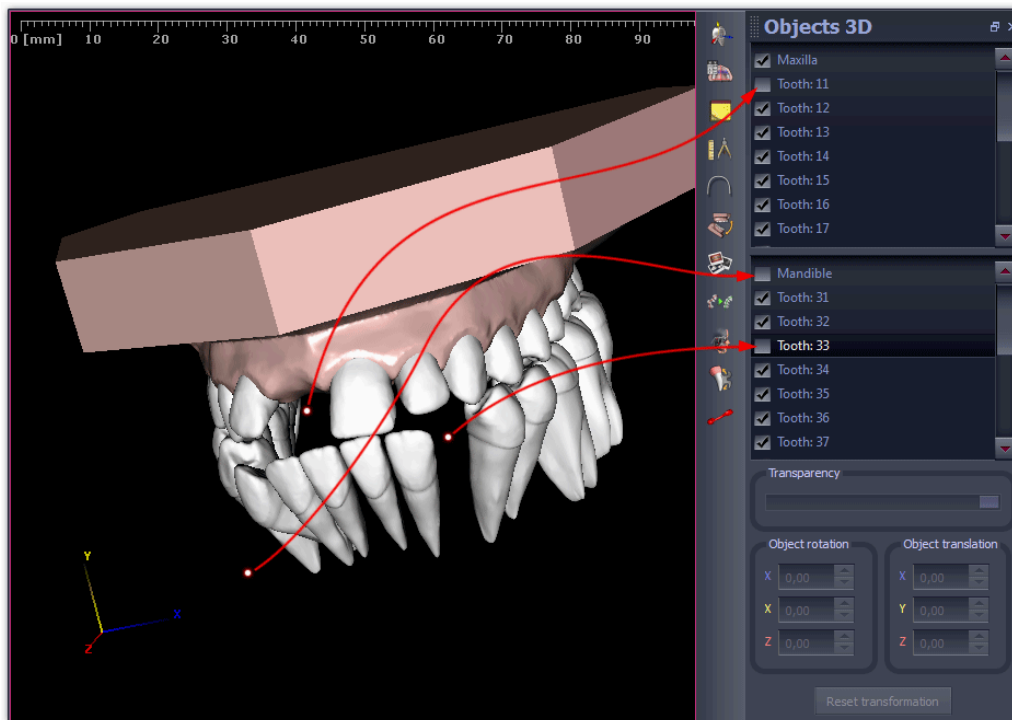 Objects 3D
0 [mm] 10 20 30 40 50 60 70 80 90
Maxilla
Tooth: 11
Tooth: 12
Tooth: 13
Tooth: 14
Tooth: 15
Tooth: 16
Tooth: 17
Mandible
Tooth: 31
Tooth: 32
Tooth: 33
Tooth: 34
Tooth: 35
Tooth: 36
Tooth: 37
Transparency
Object rotation
X 0,00
X 0,00
Z 0,00
Object translation
X 0,00
Y 0,00
Z 0,00
Reset transformation
Y
X
Z